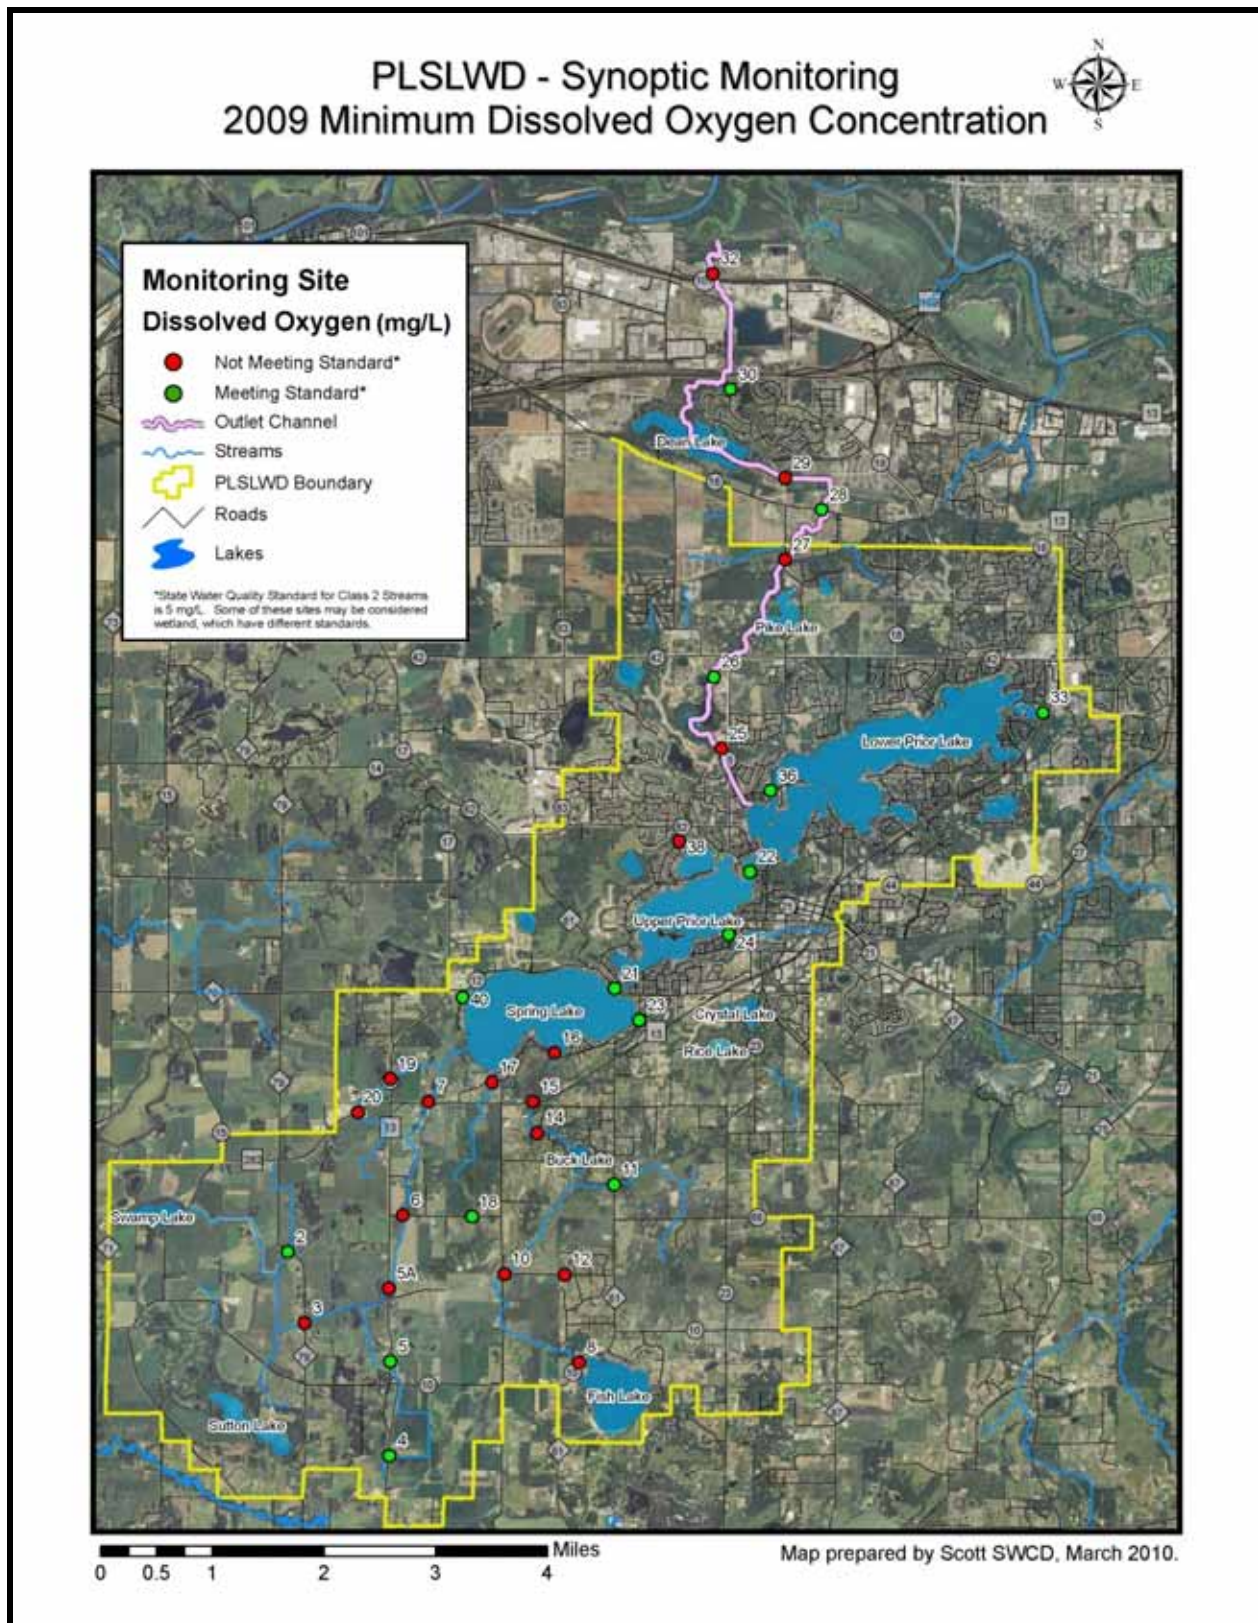 PLSLWD - Synoptic Monitoring
2009 Minimum Dissolved Oxygen Concentration
N
W
E
S
Monitoring Site
Dissolved Oxygen (mg/L)
Not Meeting Standard*
Meeting Standard*
Outlet Channel
Streams
PLSLWD Boundary
Roads
Lakes
*State Water Quality Standard for Class 2 Streams
is 5 mg/L. Some of these sites may be considered
wetland, which have different standards.
32
30
Dean Lake
29
28
27
Pike Lake
26
25
33
Lower Prior Lake
36
38
22
Upper Prior Lake
24
21
40
Spring Lake
23
Crystal Lake
Rice Lake
16
17
19
7
15
20
14
Buck Lake
11
Swamp Lake
6
18
2
10
12
5A
3
5
8
Fish Lake
Sutton Lake
4
0 0.5 1 2 3 4
Miles
Map prepared by Scott SWCD, March 2010.